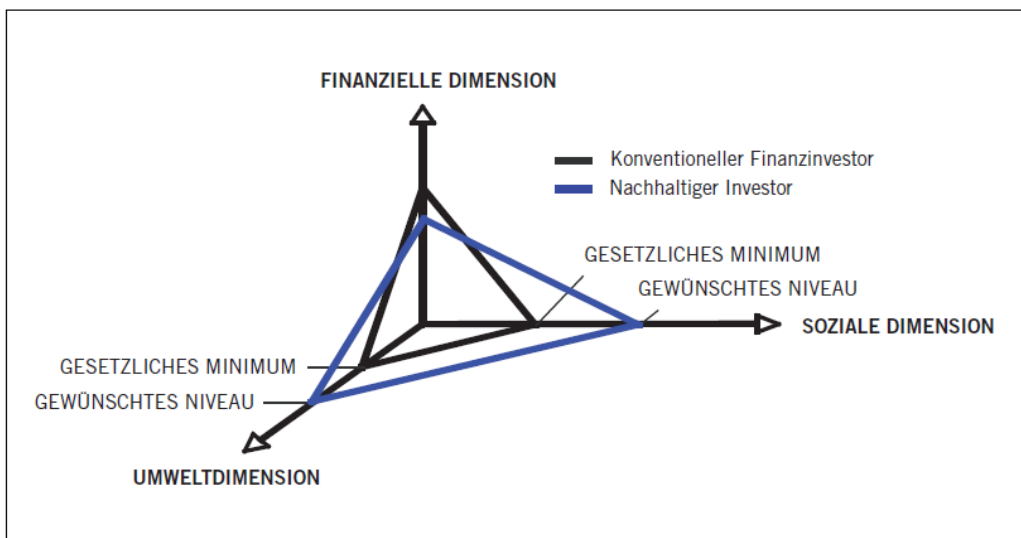 FINANZIELLE DIMENSION
Konventioneller Finanzinvestor
Nachhaltiger Investor
GESETZLICHES MINIMUM
GEWÜNSCHTES NIVEAU
SOZIALE DIMENSION
GESETZLICHES MINIMUM
GEWÜNSCHTES NIVEAU
UMWELTDIMENSION